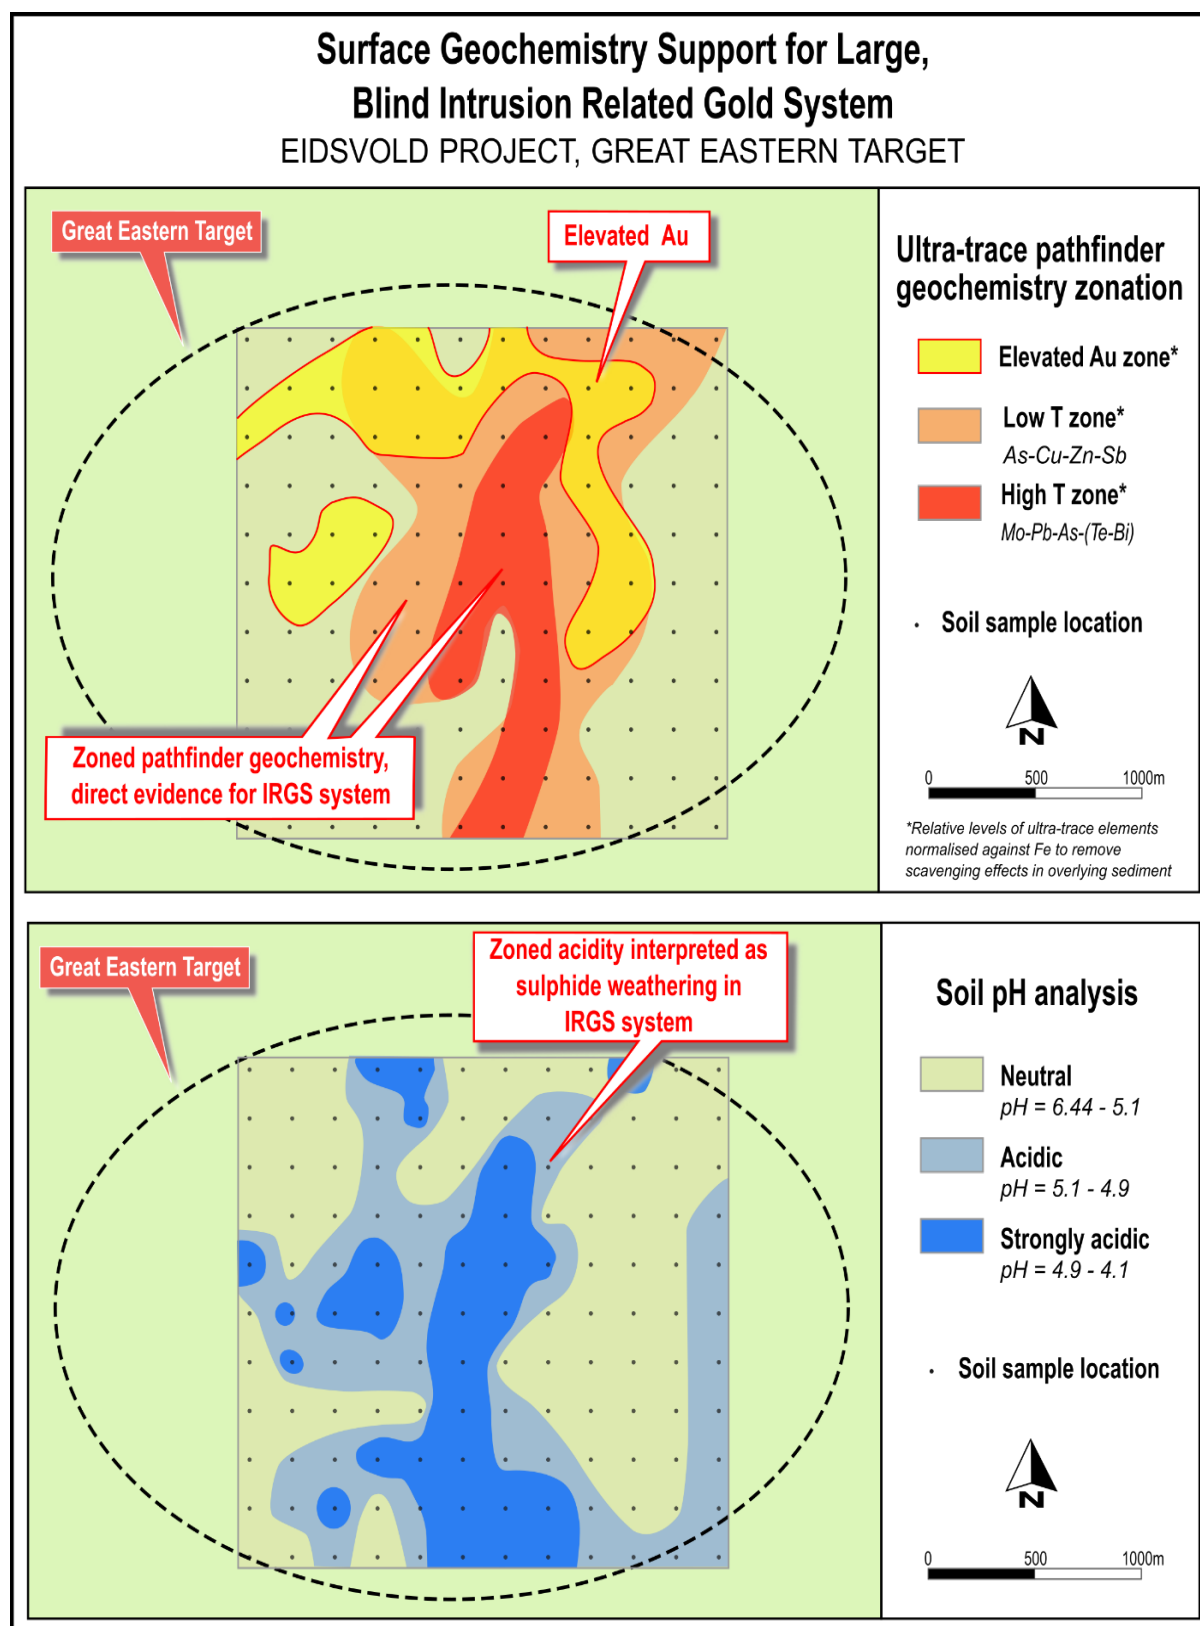 Surface Geochemistry Support for Large,
Blind Intrusion Related Gold System
EIDSVOLD PROJECT, GREAT EASTERN TARGET
Great Eastern Target
Elevated Au
Zoned pathfinder geochemistry,
direct evidence for IRGS system
Ultra-trace pathfinder
geochemistry zonation
Elevated Au zone*
Low T zone*
As-Cu-Zn-Sb
High T zone*
Mo-Pb-As-(Te-Bi)
Soil sample location
N
0 500 1000m
*Relative levels of ultra-trace elements
normalised against Fe to remove
scavenging effects in overlying sediment
Great Eastern Target
Zoned acidity interpreted as
sulphide weathering in
IRGS system
Soil pH analysis
Neutral
pH = 6.44 - 5.1
Acidic
pH = 5.1 - 4.9
Strongly acidic
pH = 4.9 - 4.1
Soil sample location
N
0 500 1000m